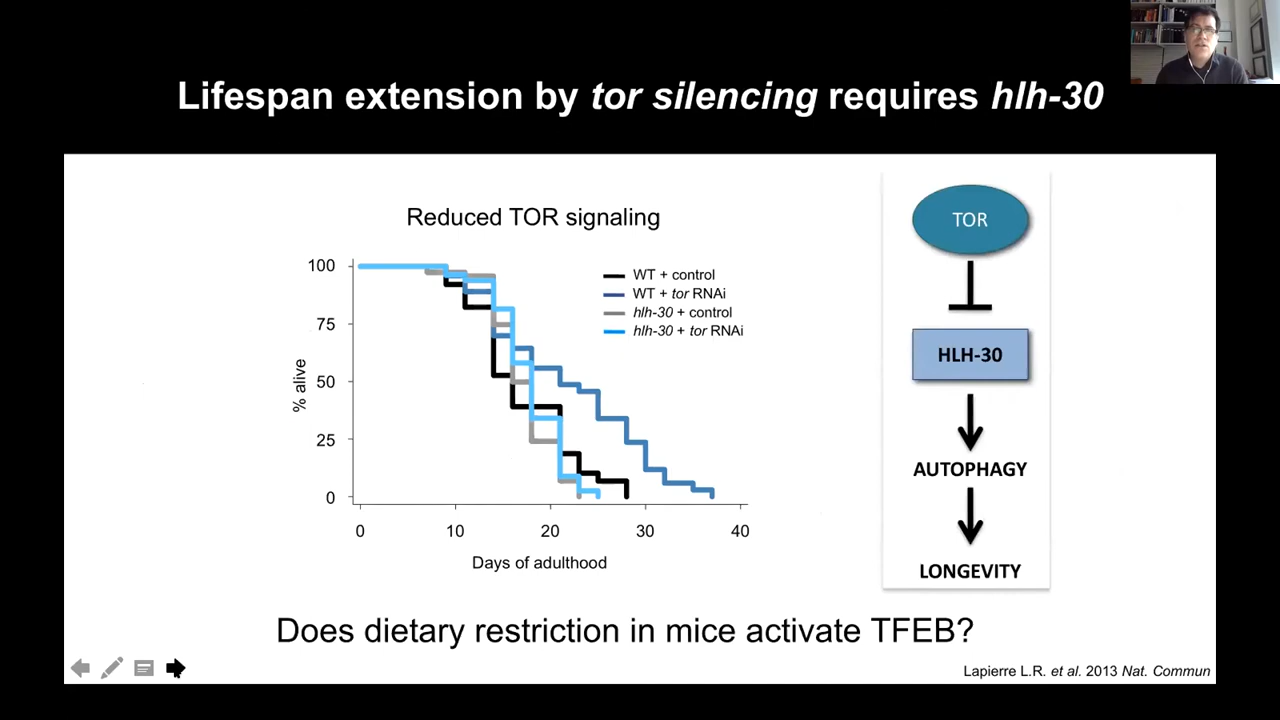 Lifespan extension by tor silencing requires hlh-30
Reduced TOR signaling
100
75
50
25
0
% alive
0 10 20 30 40
Days of adulthood
WT + control
WT + tor RNAi
hlh-30 + control
hlh-30 + tor RNAi
TOR
HLH-30
AUTOPHAGY
LONGEVITY
Does dietary restriction in mice activate TFEB?
Lapierre L.R. et al. 2013 Nat. Commun